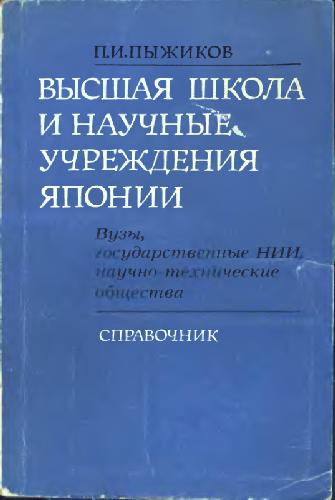 П.И.ПЫЖИКОВ
ВЫСШАЯ ШКОЛА
И НАУЧНЫЕ
УЧРЕЖДЕНИЯ
ЯПОНИИ
Вузы,
государственные НИИ,
научно-технические
общества
СПРАВОЧНИК